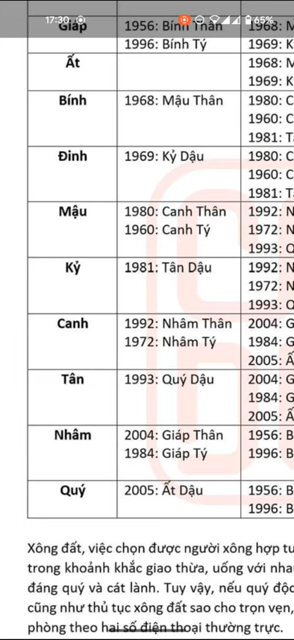 17:30 65%
Giáp 1956: Bính Thân 1968: M
1996: Bính Tý 1969: K
Ất 1968: M
1969: K
Bính 1968: Mậu Thân 1980: C
1960: C
1981: T
Đinh 1969: Kỷ Dậu 1980: C
1960: C
1981: T
Mậu 1980: Canh Thân 1992: N
1960: Canh Tý 1972: N
1993: Q
Kỷ 1981: Tân Dậu 1992: N
1972: N
1993: Q
Canh 1992: Nhâm Thân 2004: G
1972: Nhâm Tý 1984: G
2005: Ấ
Tân 1993: Quý Dậu 2004: G
1984: G
2005: Ấ
Nhâm 2004: Giáp Thân 1956: B
1984: Giáp Tý 1996: B
Quý 2005: Ất Dậu 1956: B
1996: B
Xông đất, việc chọn được người xông hợp tu
trong khoảnh khắc giao thừa, uống với nha
đáng quý và cát lành. Tuy vậy, nếu quý độc
cũng như thủ tục xông đất sao cho trọn vẹn,
phòng theo hai số điện thoại thường trực.